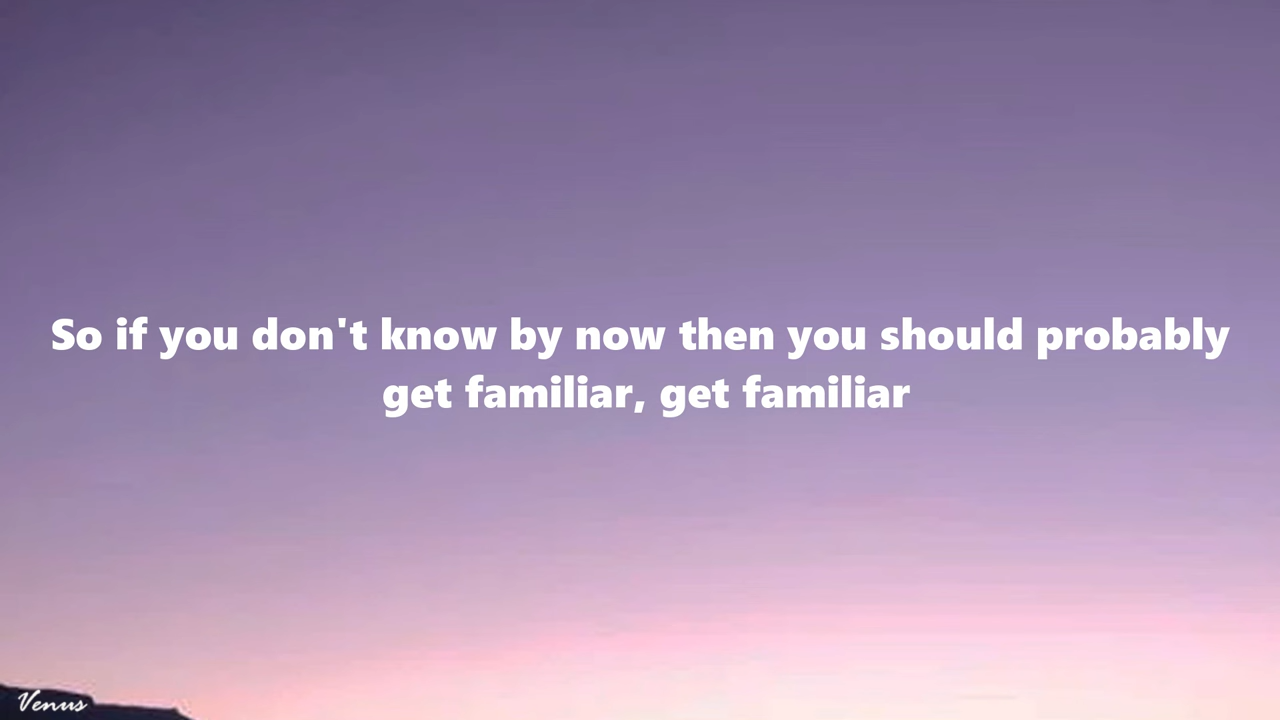 So if you don't know by now then you should probably
get familiar, get familiar
Venus